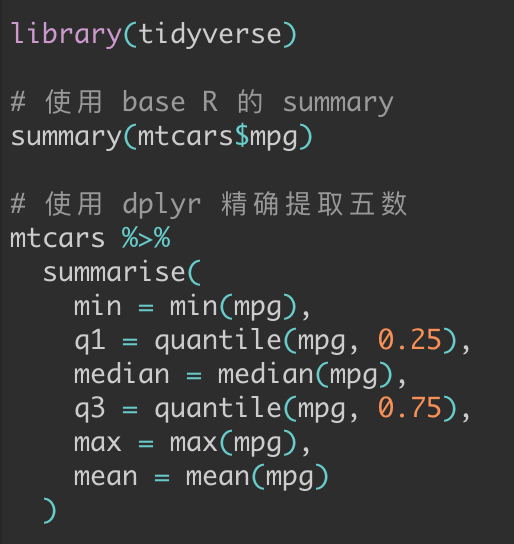 library(tidyverse)

# 使用 base R 的 summary
summary(mtcars$mpg)

# 使用 dplyr 精确提取五数
mtcars %>%
  summarise(
    min = min(mpg),
    q1 = quantile(mpg, 0.25),
    median = median(mpg),
    q3 = quantile(mpg, 0.75),
    max = max(mpg),
    mean = mean(mpg)
  )